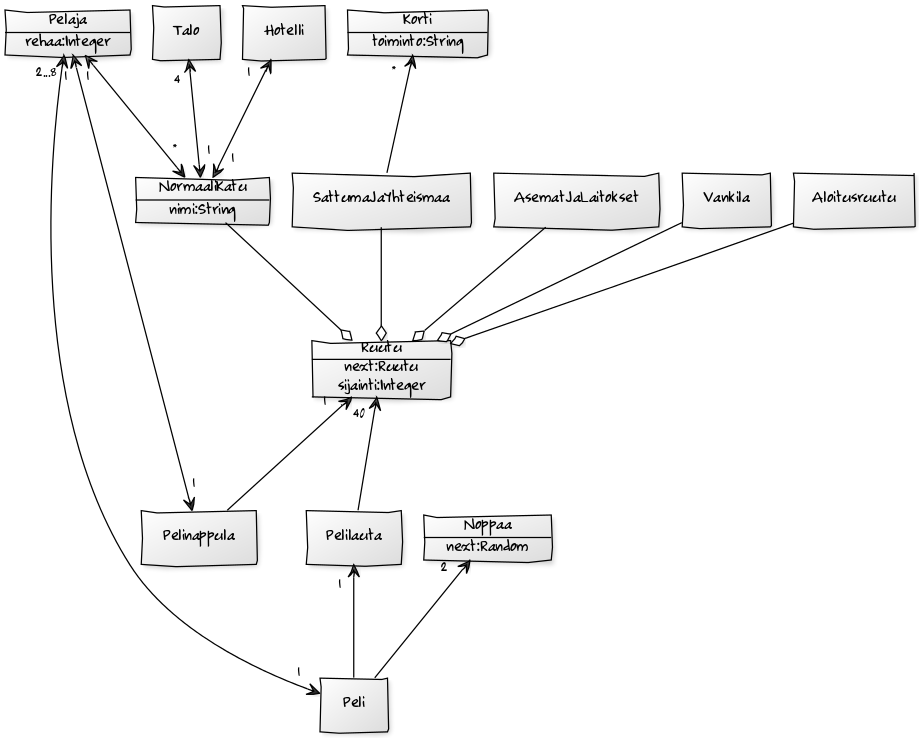 Pelaja
rehaa:Integer
Talo
Hotelli
Korti
toiminto:String
2...8
1
1
4
1
*
*
1
1
NormaaliKatu
nimi:String
SattumaJaYhteismaa
AsematJaLaitokset
Vankila
Aloitusruutu
Ruutu
next:Ruutu
sijainti:Integer
1
40
1
Pelinappula
Pelilauta
Noppaa
next:Random
1
2
1
Peli